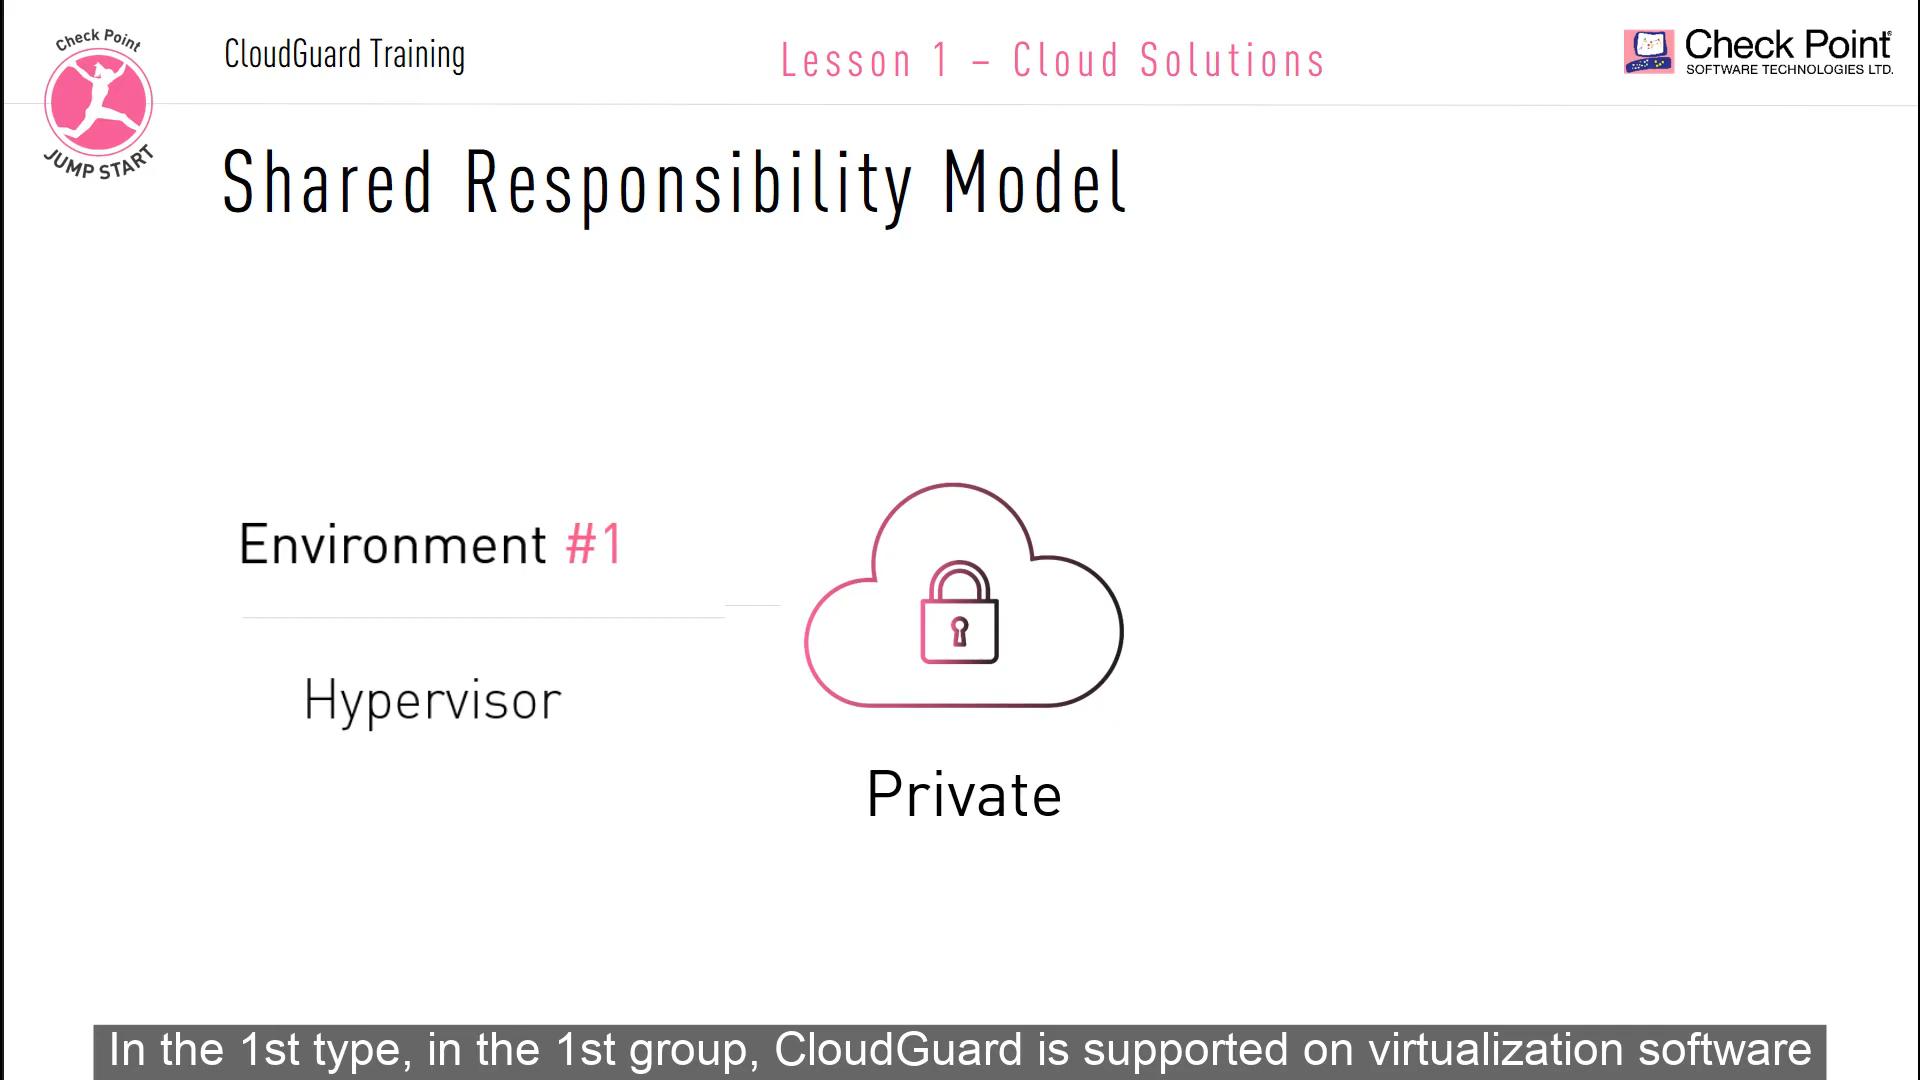 Check Point
JUMP START
CloudGuard Training
Lesson 1 – Cloud Solutions
Check Point
SOFTWARE TECHNOLOGIES LTD.
Shared Responsibility Model
Environment #1
Hypervisor
Private
In the 1st type, in the 1st group, CloudGuard is supported on virtualization software